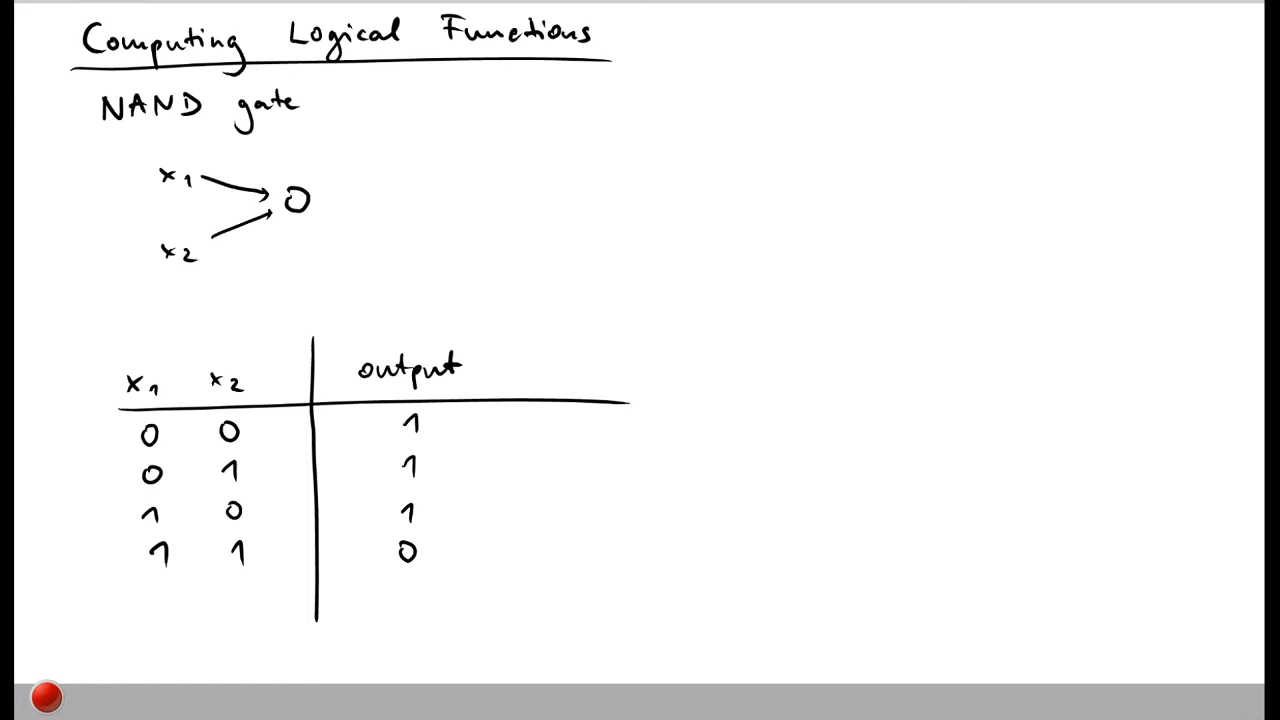 Computing Logical Functions
NAND gate
x1
x2
x1 x2 output
0 0 1
0 1 1
1 0 1
1 1 0